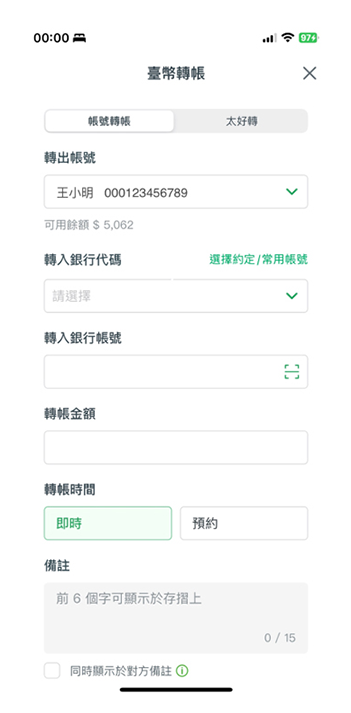 00:00
97
臺幣轉帳
帳號轉帳 太好轉
轉出帳號
王小明 000123456789
可用餘額 $ 5,062
轉入銀行代碼 選擇約定/常用帳號
請選擇
轉入銀行帳號
轉帳金額
轉帳時間
即時 預約
備註
前 6 個字可顯示於存摺上
0 / 15
同時顯示於對方備註